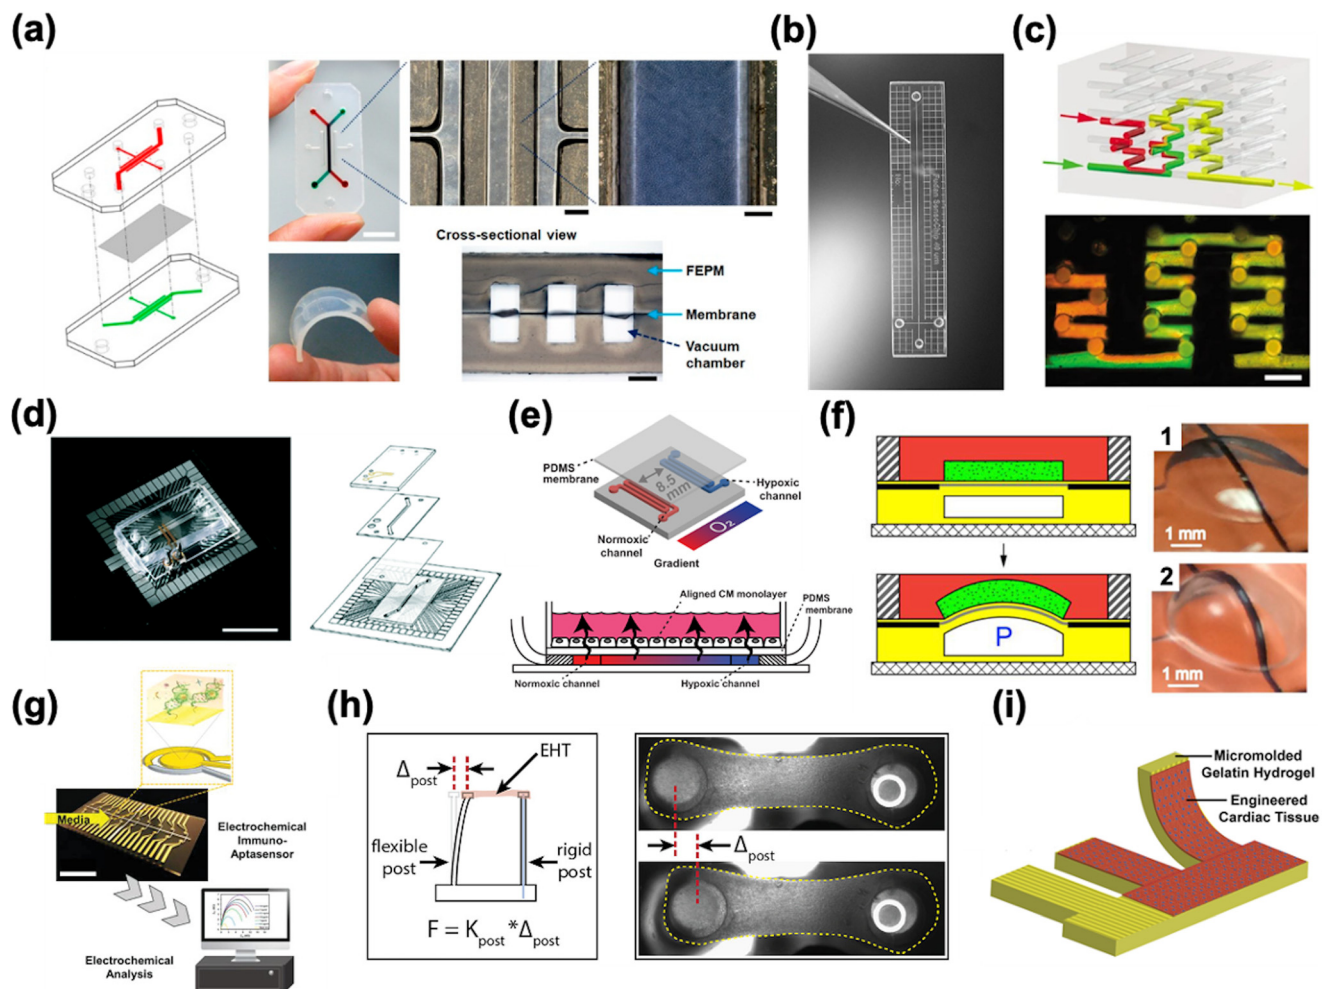 (a)
Cross-sectional view
FEPM
Membrane
Vacuum
chamber
(b)
(c)
(d)
(e)
PDMS
membrane
8.5
mm
Hypoxic
channel
Normoxic
channel
O2
Gradient
Aligned CM monolayer
PDMS
membrane
Normoxic channel
Hypoxic channel
(f)
P
1
1 mm
2
1 mm
(g)
Media
Electrochemical
Immuno-
Aptasensor
Electrochemical
Analysis
(h)
EHT
Δpost
flexible
post
rigid
post
F = Kpost*Δpost
Δpost
(i)
Micromolded
Gelatin Hydrogel
Engineered
Cardiac Tissue